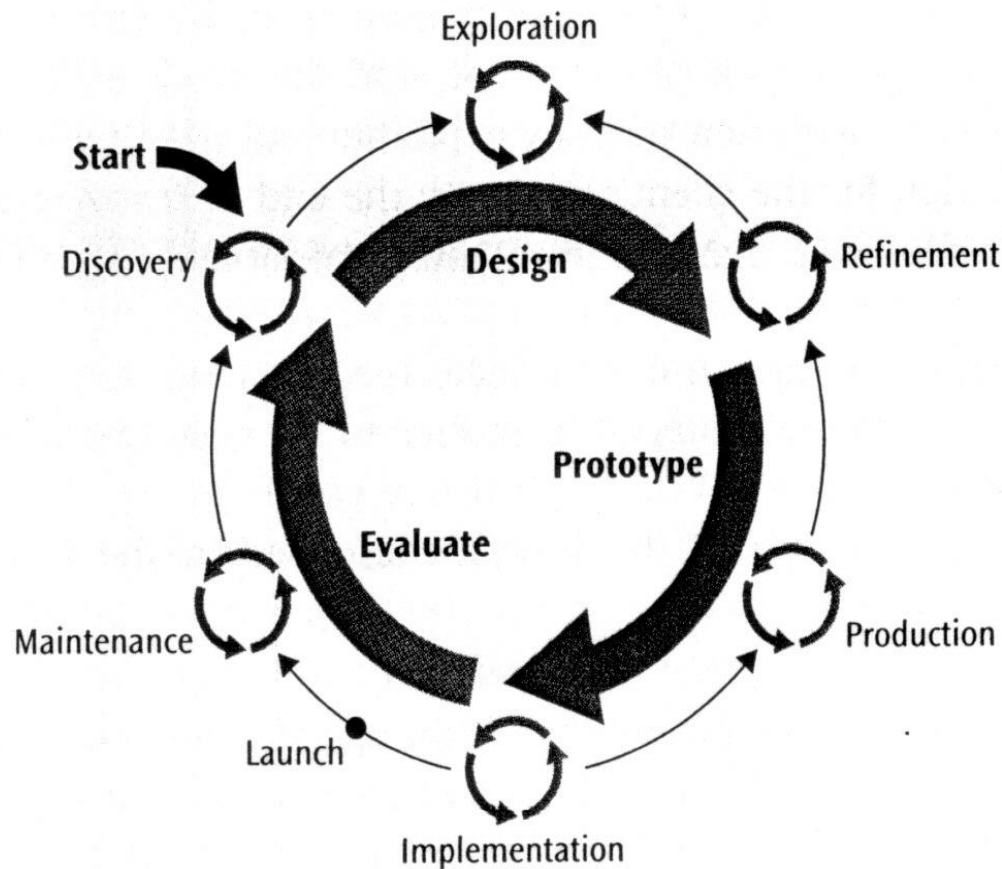 Exploration
Start
Discovery
Design
Refinement
Prototype
Evaluate
Maintenance
Production
Launch
Implementation